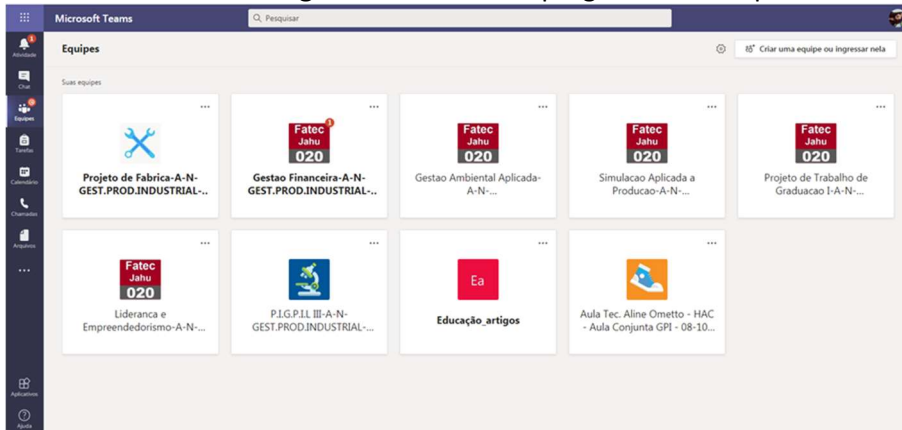 Microsoft Teams
Pesquisar
Atividade
Chat
Equipes
Tarefas
Calendário
Chamadas
Arquivos
Aplicativos
Ajuda
Equipes
Criar uma equipe ou ingressar nela
Suas equipes
Projeto de Fabrica-A-N-
GEST.PROD.INDUSTRIAL-..
Fatec
Jahu
020
1
Gestao Financeira-A-N-
GEST.PROD.INDUSTRIAL-..
Fatec
Jahu
020
Gestao Ambiental Aplicada-
A-N-...
Fatec
Jahu
020
Simulacao Aplicada a
Producao-A-N-...
Fatec
Jahu
020
Projeto de Trabalho de
Graduacao I-A-N-...
Fatec
Jahu
020
Lideranca e
Empreendedorismo-A-N-...
P.I.G.P.I.L III-A-N-
GEST.PROD.INDUSTRIAL-...
Ea
Educação_artigos
Aula Tec. Aline Ometto - HAC
- Aula Conjunta GPI - 08-10...